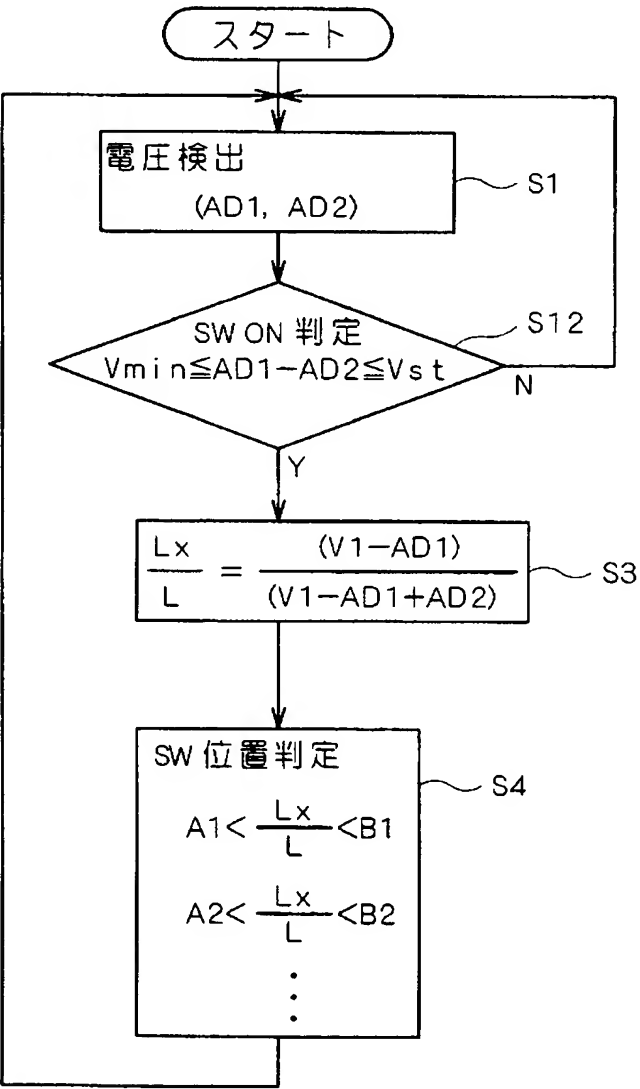 スタート
電圧検出
(AD1, AD2)
S1
SW ON 判定
Vmin≦AD1−AD2≦Vst
S12
N
Y
Lx/L = (V1−AD1)/(V1−AD1+AD2)
S3
SW 位置判定
S4
A1< Lx/L <B1
A2< Lx/L <B2
⋮